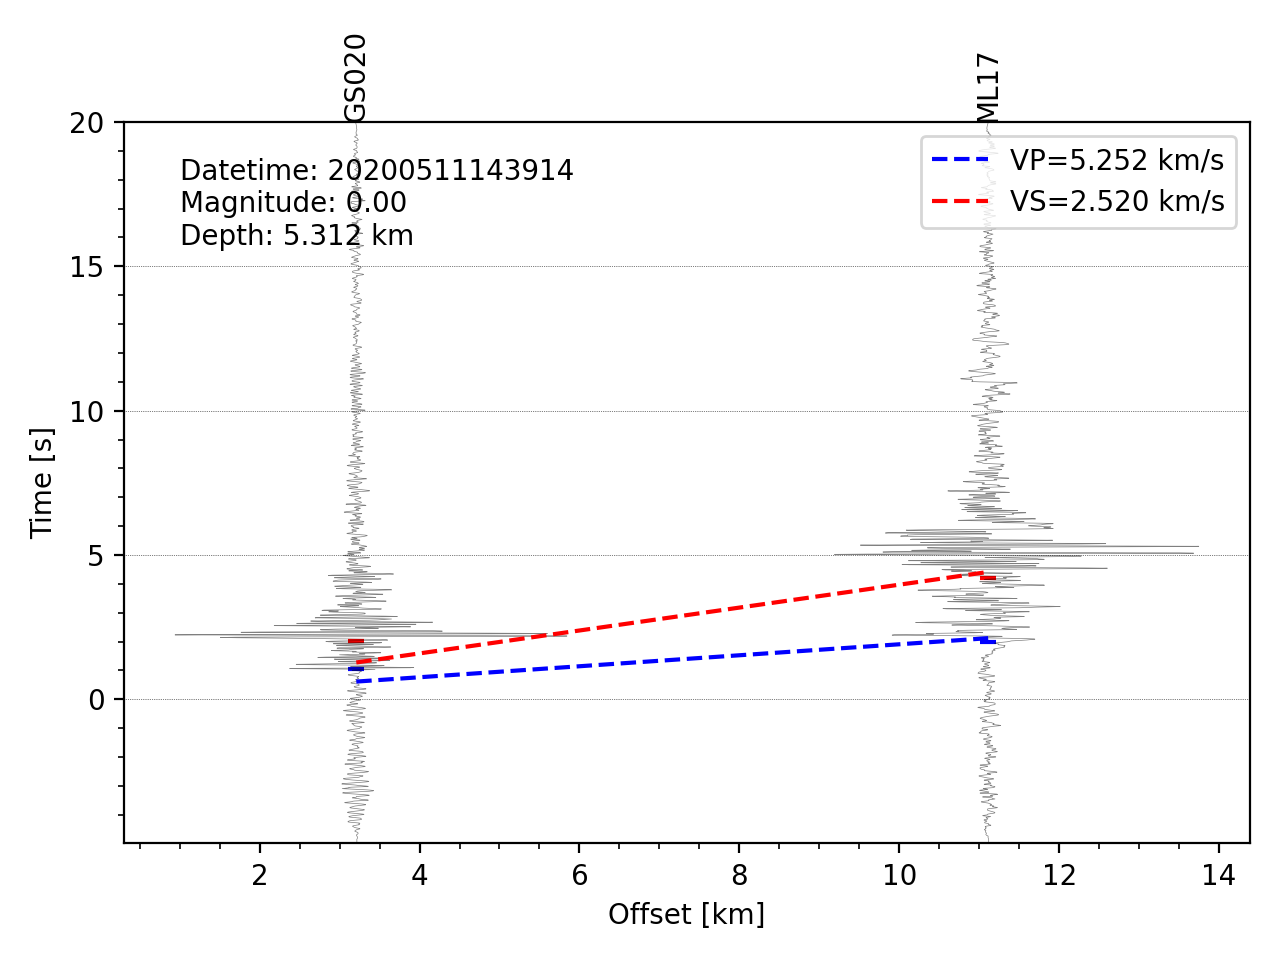 GS020
ML17
Datetime: 20200511143914
Magnitude: 0.00
Depth: 5.312 km
VP=5.252 km/s
VS=2.520 km/s
20
15
10
5
0
Time [s]
2 4 6 8 10 12 14
Offset [km]